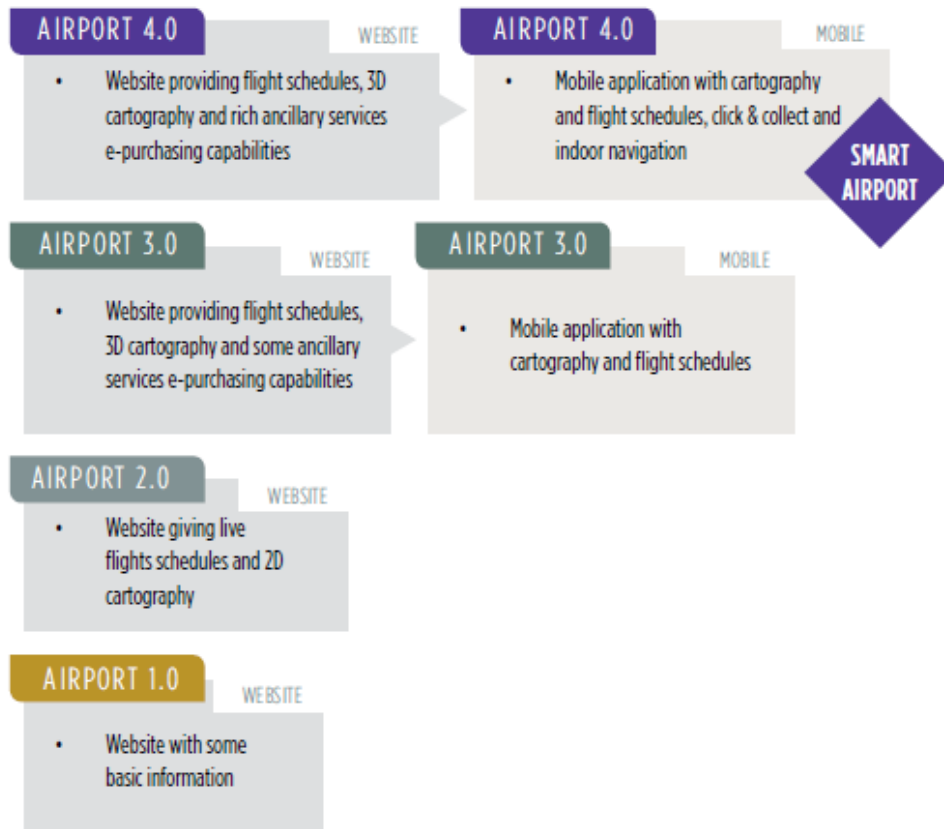 AIRPORT 4.0
WEBSITE
• Website providing flight schedules, 3D
cartography and rich ancillary services
e-purchasing capabilities
AIRPORT 4.0
MOBILE
• Mobile application with cartography
and flight schedules, click & collect and
indoor navigation
SMART
AIRPORT
AIRPORT 3.0
WEBSITE
• Website providing flight schedules,
3D cartography and some ancillary
services e-purchasing capabilities
AIRPORT 3.0
MOBILE
• Mobile application with
cartography and flight schedules
AIRPORT 2.0
WEBSITE
• Website giving live
flights schedules and 2D
cartography
AIRPORT 1.0
WEBSITE
• Website with some
basic information